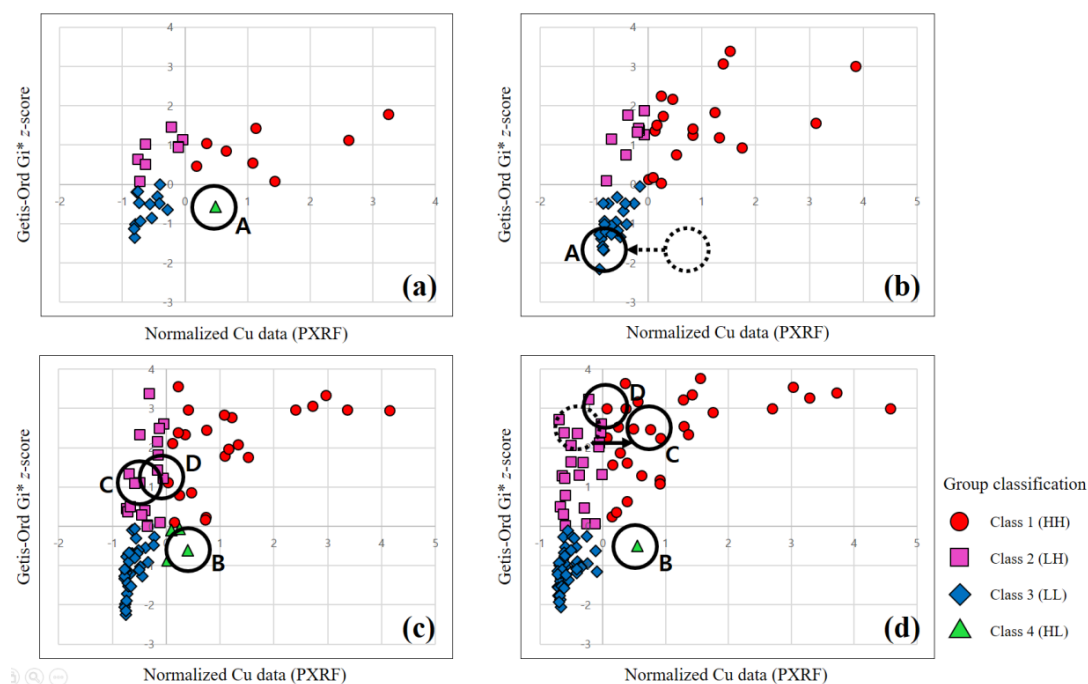 Getis-Ord Gi* z-score
4
3
2
1
0
-1
-2
-3
-2 -1 0 1 2 3 4
A
(a)
Normalized Cu data (PXRF)
Getis-Ord Gi* z-score
4
3
2
1
0
-1
-2
-3
-2 -1 0 1 2 3 4 5
A
(b)
Normalized Cu data (PXRF)
Getis-Ord Gi* z-score
4
3
2
1
0
-1
-2
-3
-2 -1 0 1 2 3 4 5
C
D
B
(c)
Normalized Cu data (PXRF)
Getis-Ord Gi* z-score
4
3
2
1
0
-1
-2
-3
-1 0 1 2 3 4 5
D
C
B
(d)
Normalized Cu data (PXRF)
Group classification
Class 1 (HH)
Class 2 (LH)
Class 3 (LL)
Class 4 (HL)